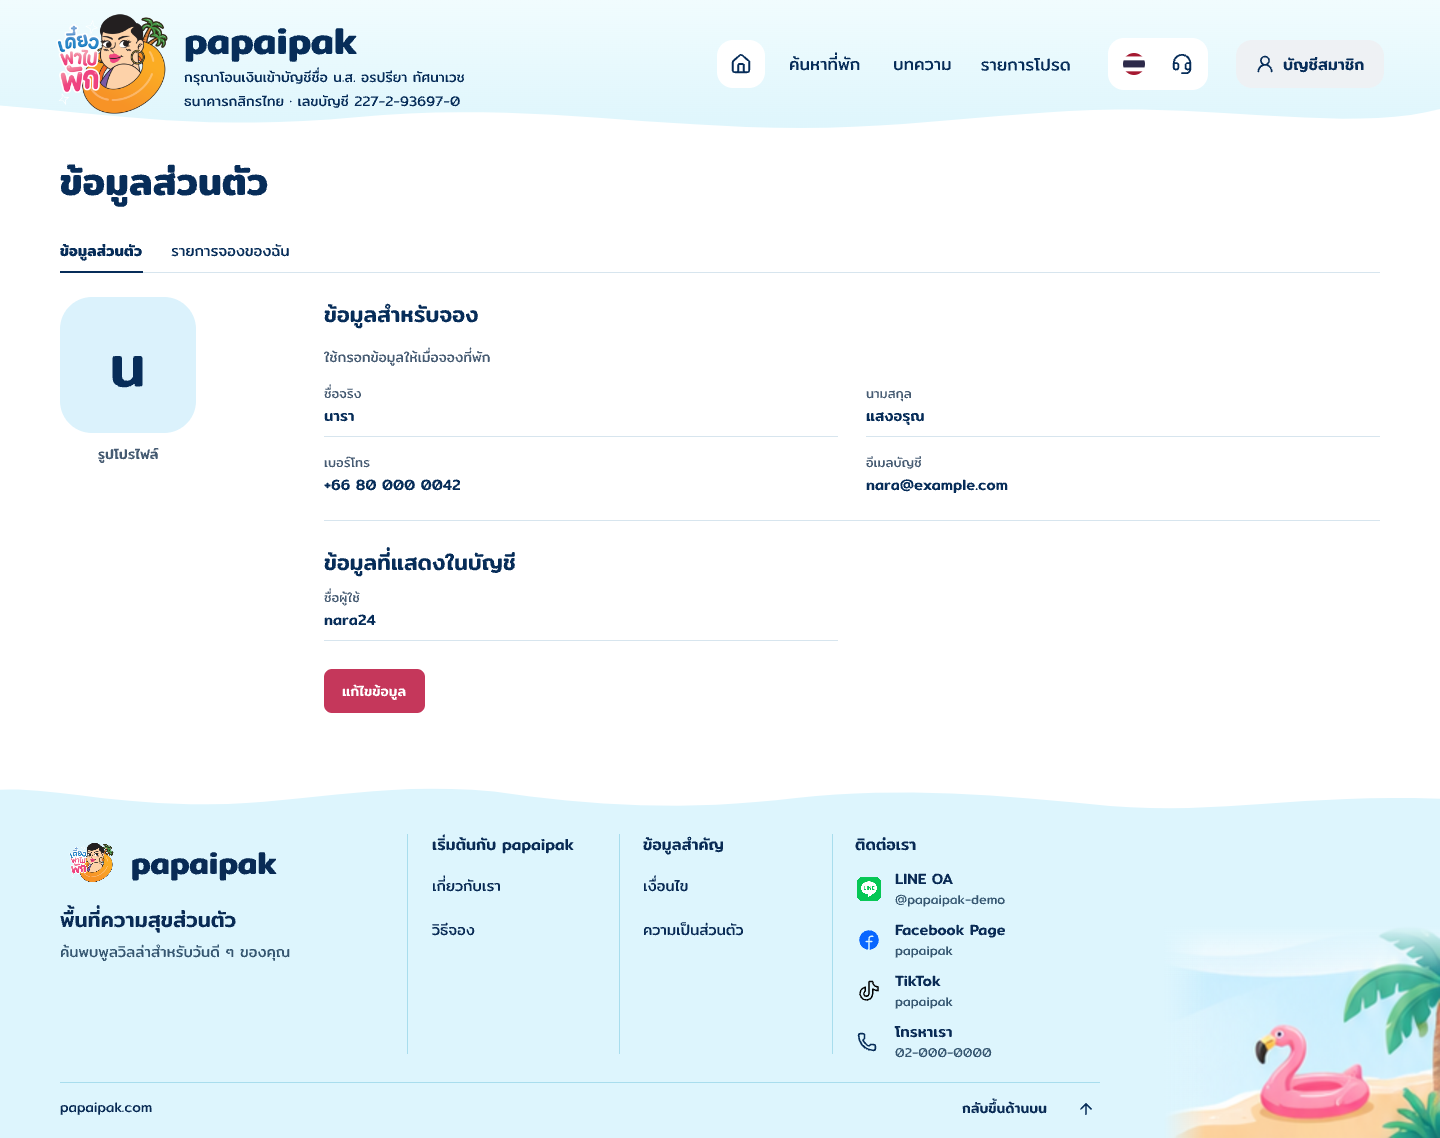 เดี๋ยว
พาไป
พัก
papaipak
กรุณาโอนเงินเข้าบัญชีชื่อ น.ส. อรปรียา ทัศนาเวช
ธนาคารกสิกรไทย · เลขบัญชี 227-2-93697-0
ค้นหาที่พัก
บทความ
รายการโปรด
บัญชีสมาชิก
ข้อมูลส่วนตัว
ข้อมูลส่วนตัว
รายการจองของฉัน
น
รูปโปรไฟล์
ข้อมูลสำหรับจอง
ใช้กรอกข้อมูลให้เมื่อจองที่พัก
ชื่อจริง
นารา
นามสกุล
แสงอรุณ
เบอร์โทร
+66 80 000 0042
อีเมลบัญชี
nara@example.com
ข้อมูลที่แสดงในบัญชี
ชื่อผู้ใช้
nara24
แก้ไขข้อมูล
เดี๋ยว
พาไป
พัก
papaipak
พื้นที่ความสุขส่วนตัว
ค้นพบพูลวิลล่าสำหรับวันดี ๆ ของคุณ
เริ่มต้นกับ papaipak
เกี่ยวกับเรา
วิธีจอง
ข้อมูลสำคัญ
เงื่อนไข
ความเป็นส่วนตัว
ติดต่อเรา
LINE
LINE OA
@papaipak-demo
Facebook Page
papaipak
TikTok
papaipak
โทรหาเรา
02-000-0000
papaipak.com
กลับขึ้นด้านบน